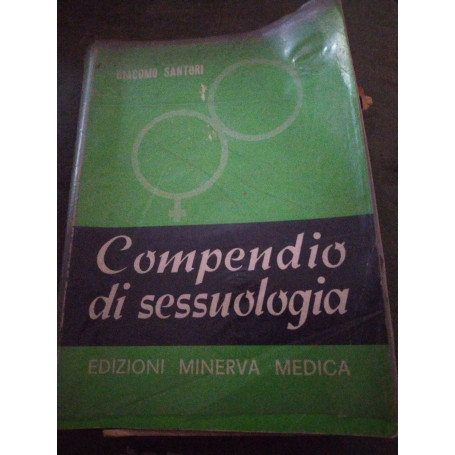 GIACOMO SANTORI
Compendio
di sessuologia
EDIZIONI MINERVA MEDICA